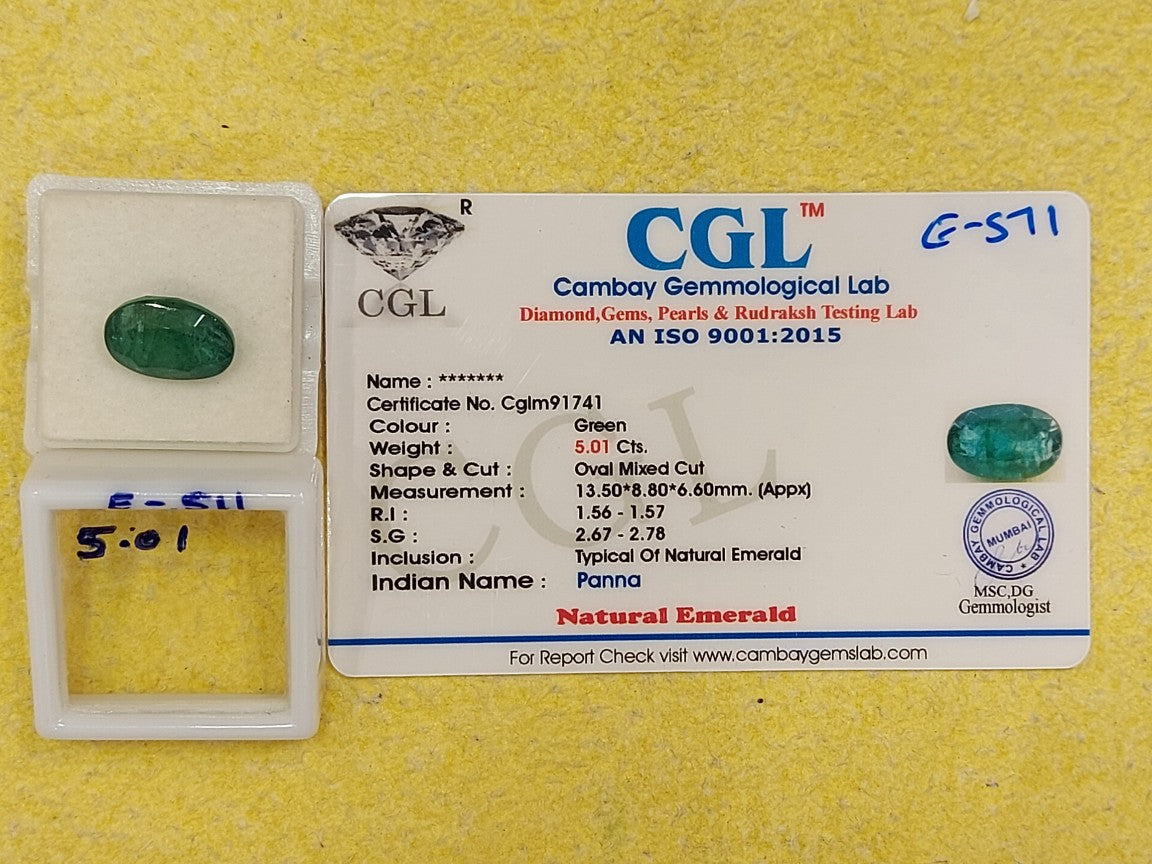 R
CGL
CGL™
E-571
Cambay Gemmological Lab
Diamond,Gems, Pearls & Rudraksh Testing Lab
AN ISO 9001:2015
Name : *******
Certificate No. Cglm91741
Colour : Green
Weight : 5.01 Cts.
Shape & Cut : Oval Mixed Cut
Measurement : 13.50*8.80*6.60mm. (Appx)
R.I : 1.56 - 1.57
S.G : 2.67 - 2.78
Inclusion : Typical Of Natural Emerald
Indian Name : Panna
Natural Emerald
CGL
CAMBAY GEMMOLOGICAL LAB
MUMBAI
MSC,DG
Gemmologist
For Report Check visit www.cambaygemslab.com
5.01